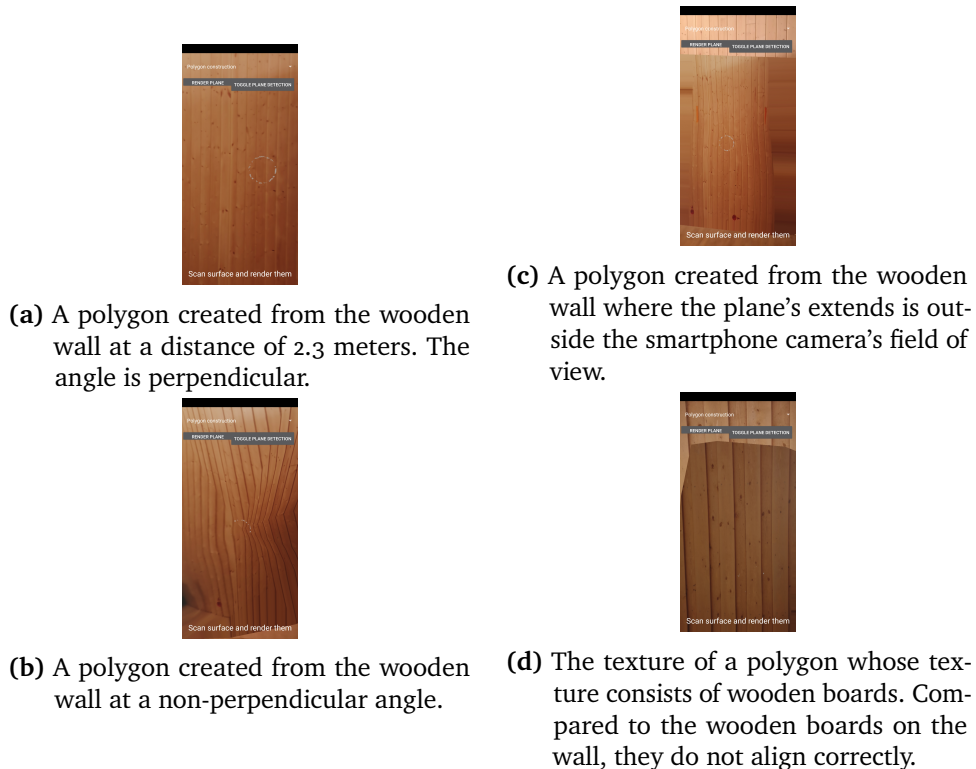 Polygon construction
RENDER PLANE
TOGGLE PLANE DETECTION
Scan surface and render them
(a) A polygon created from the wooden
wall at a distance of 2.3 meters. The
angle is perpendicular.
Polygon construction
RENDER PLANE
TOGGLE PLANE DETECTION
Scan surface and render them
(b) A polygon created from the wooden
wall at a non-perpendicular angle.
Polygon construction
RENDER PLANE
TOGGLE PLANE DETECTION
Scan surface and render them
(c) A polygon created from the wooden
wall where the plane's extends is out-
side the smartphone camera's field of
view.
Polygon construction
RENDER PLANE
TOGGLE PLANE DETECTION
Scan surface and render them
(d) The texture of a polygon whose tex-
ture consists of wooden boards. Com-
pared to the wooden boards on the
wall, they do not align correctly.